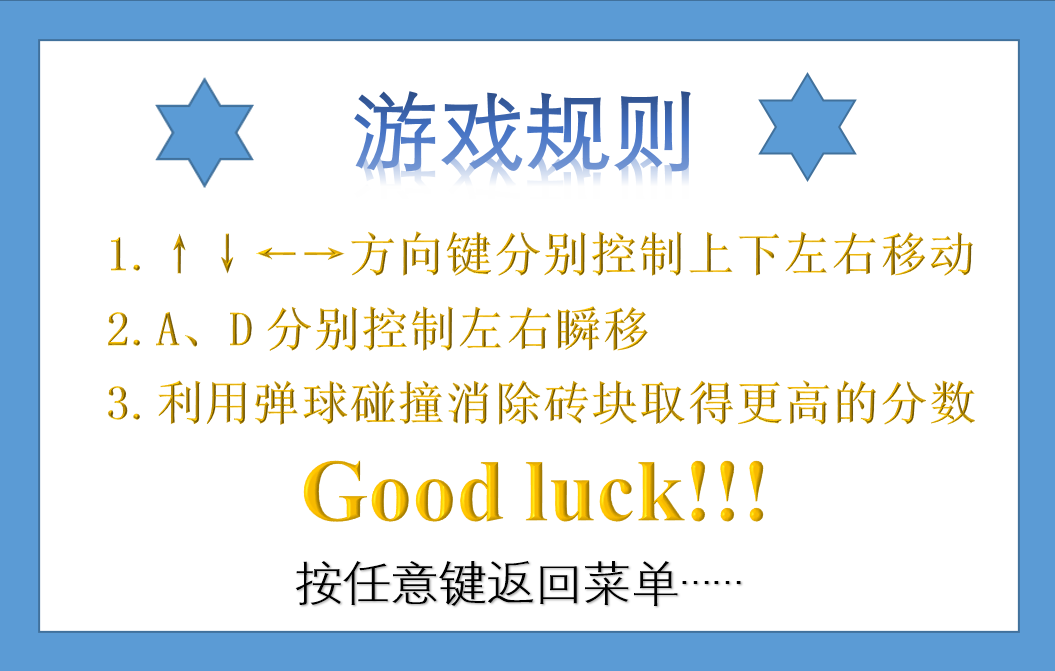 游戏规则
1.↑↓←→方向键分别控制上下左右移动
2.A、D分别控制左右瞬移
3.利用弹球碰撞消除砖块取得更高的分数
Good luck!!!
按任意键返回菜单……